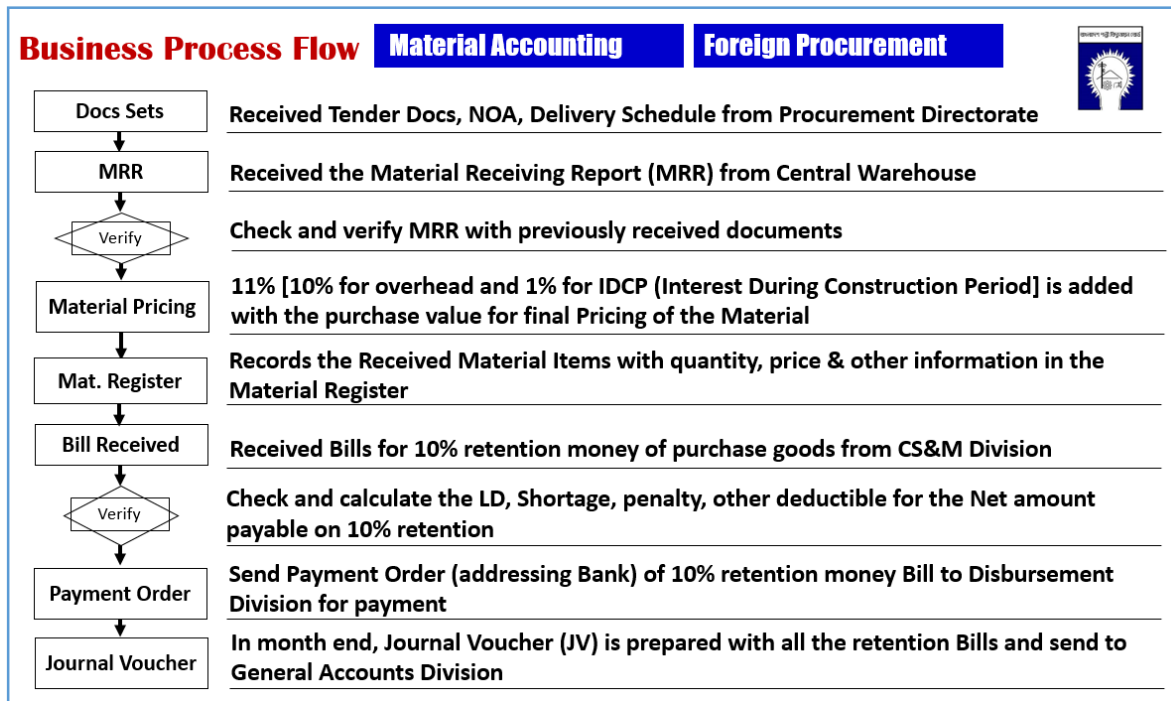 Business Process Flow
Material Accounting
Foreign Procurement
বাংলাদেশ পল্লী বিদ্যুতায়ন বোর্ড
Docs Sets
Received Tender Docs, NOA, Delivery Schedule from Procurement Directorate
MRR
Received the Material Receiving Report (MRR) from Central Warehouse
Verify
Check and verify MRR with previously received documents
Material Pricing
11% [10% for overhead and 1% for IDCP (Interest During Construction Period] is added
with the purchase value for final Pricing of the Material
Mat. Register
Records the Received Material Items with quantity, price & other information in the
Material Register
Bill Received
Received Bills for 10% retention money of purchase goods from CS&M Division
Verify
Check and calculate the LD, Shortage, penalty, other deductible for the Net amount
payable on 10% retention
Payment Order
Send Payment Order (addressing Bank) of 10% retention money Bill to Disbursement
Division for payment
Journal Voucher
In month end, Journal Voucher (JV) is prepared with all the retention Bills and send to
General Accounts Division